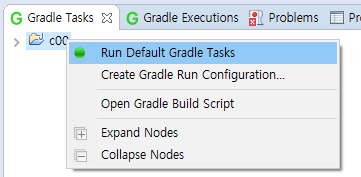 Gradle Tasks Gradle Executions Problems
c00
Run Default Gradle Tasks
Create Gradle Run Configuration...
Open Gradle Build Script
Expand Nodes
Collapse Nodes